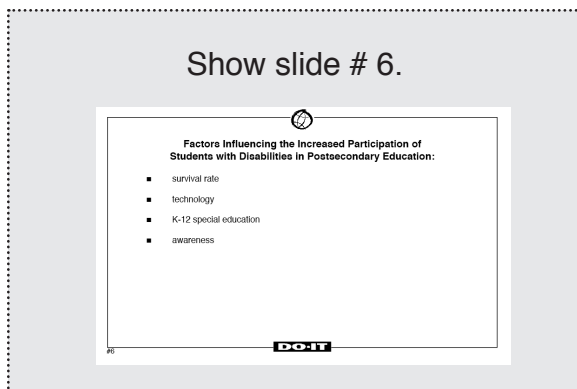 Show slide # 6.
Factors Influencing the Increased Participation of
Students with Disabilities in Postsecondary Education:
■ survival rate
■ technology
■ K-12 special education
■ awareness
#6
DO-IT